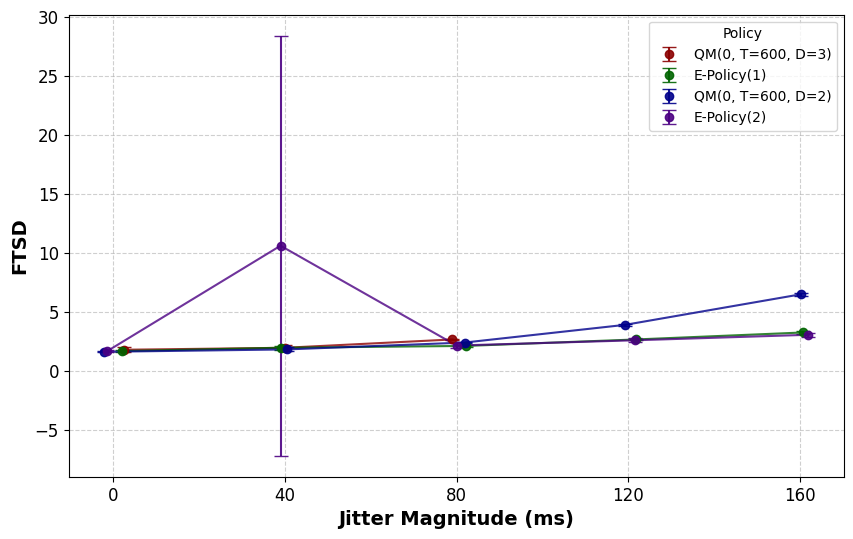 30
25
20
15
10
5
0
−5
FTSD
0 40 80 120 160
Jitter Magnitude (ms)
Policy
QM(0, T=600, D=3)
E-Policy(1)
QM(0, T=600, D=2)
E-Policy(2)